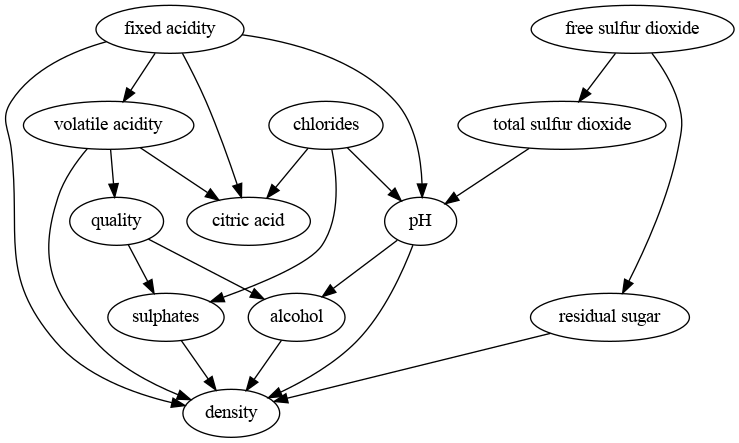 fixed acidity
free sulfur dioxide
volatile acidity
chlorides
total sulfur dioxide
quality
citric acid
pH
sulphates
alcohol
residual sugar
density